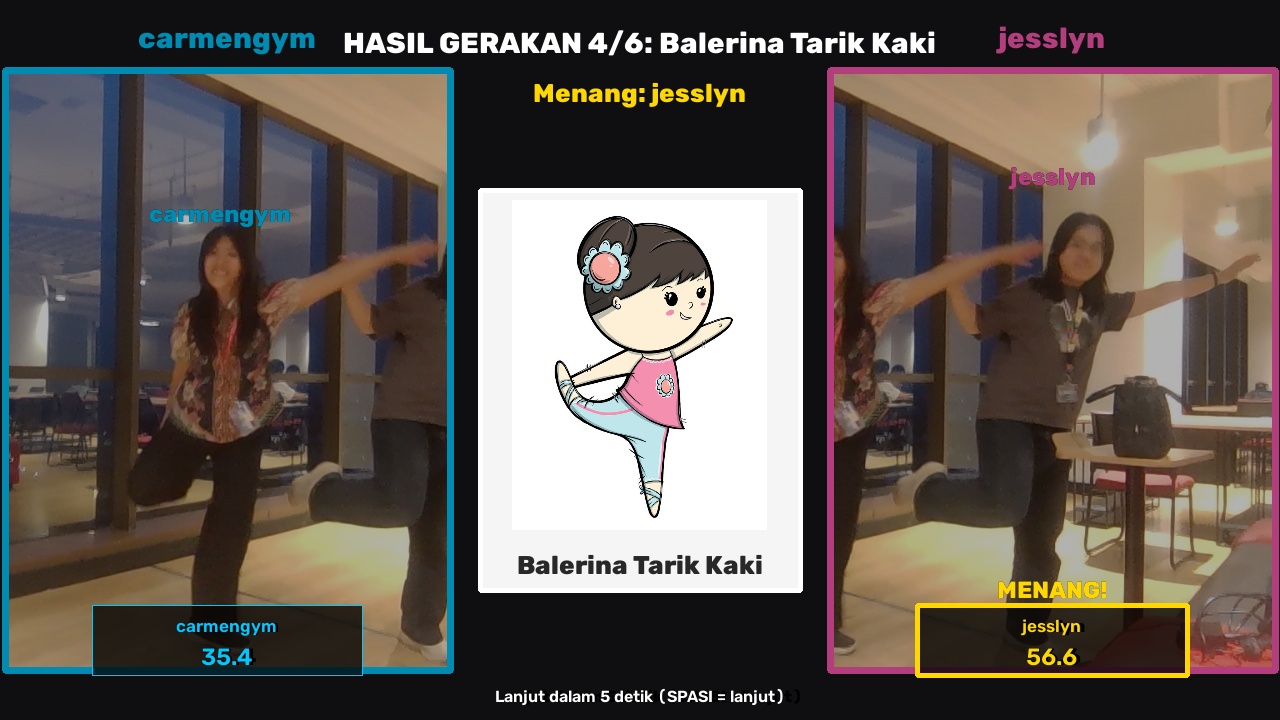 carmengym
HASIL GERAKAN 4/6: Balerina Tarik Kaki
jesslyn
Menang: jesslyn
carmengym
jesslyn
Balerina Tarik Kaki
MENANG!
carmengym
35.4
jesslyn
56.6
Lanjut dalam 5 detik (SPASI = lanjut)